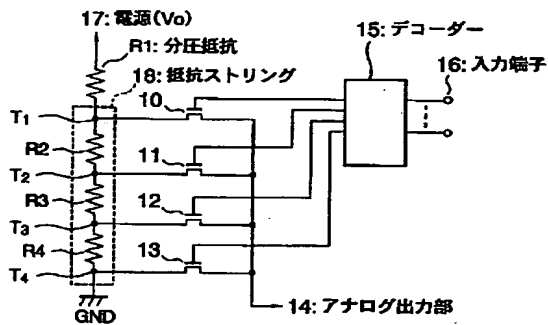 17: 電源(Vo)
R1: 分圧抵抗
18: 抵抗ストリング
15: デコーダー
16: 入力端子
10
T1
R2
11
T2
R3
12
T3
R4
13
T4
14: アナログ出力部
GND